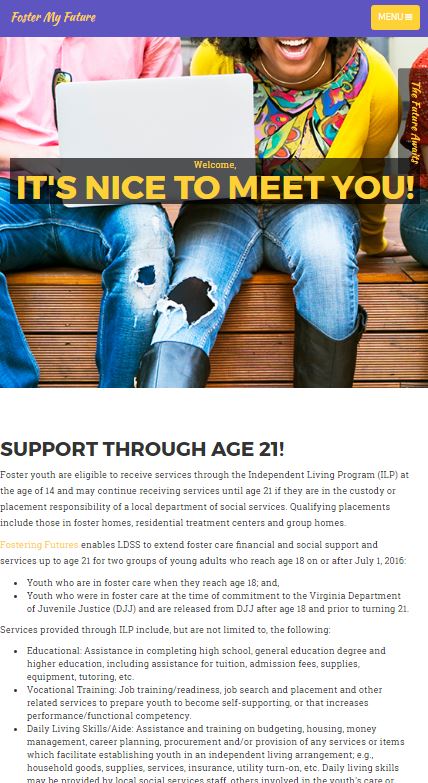 Foster My Future
MENU
The Future Awaits
Welcome,
IT'S NICE TO MEET YOU!
SUPPORT THROUGH AGE 21!
Foster youth are eligible to receive services through the Independent Living Program (ILP) at
the age of 14 and may continue receiving services until age 21 if they are in the custody or
placement responsibility of a local department of social services. Qualifying placements
include those in foster homes, residential treatment centers and group homes.
Fostering Futures enables LDSS to extend foster care financial and social support and
services up to age 21 for two groups of young adults who reach age 18 on or after July 1, 2016:
• Youth who are in foster care when they reach age 18; and,
• Youth who were in foster care at the time of commitment to the Virginia Department
of Juvenile Justice (DJJ) and are released from DJJ after age 18 and prior to turning 21.
Services provided through ILP include, but are not limited to, the following:
• Educational: Assistance in completing high school, general education degree and
higher education, including assistance for tuition, admission fees, supplies,
equipment, tutoring, etc.
• Vocational Training: Job training/readiness, job search and placement and other
related services to prepare youth to become self-supporting, or that increases
performance/functional competency.
• Daily Living Skills/Aide: Assistance and training on budgeting, housing, money
management, career planning, procurement and/or provision of any services or items
which facilitate establishing youth in an independent living arrangement; e.g.,
household goods, supplies, services, insurance, utility turn-on, etc. Daily living skills
may be provided by local social services staff, others involved in the youth's care or